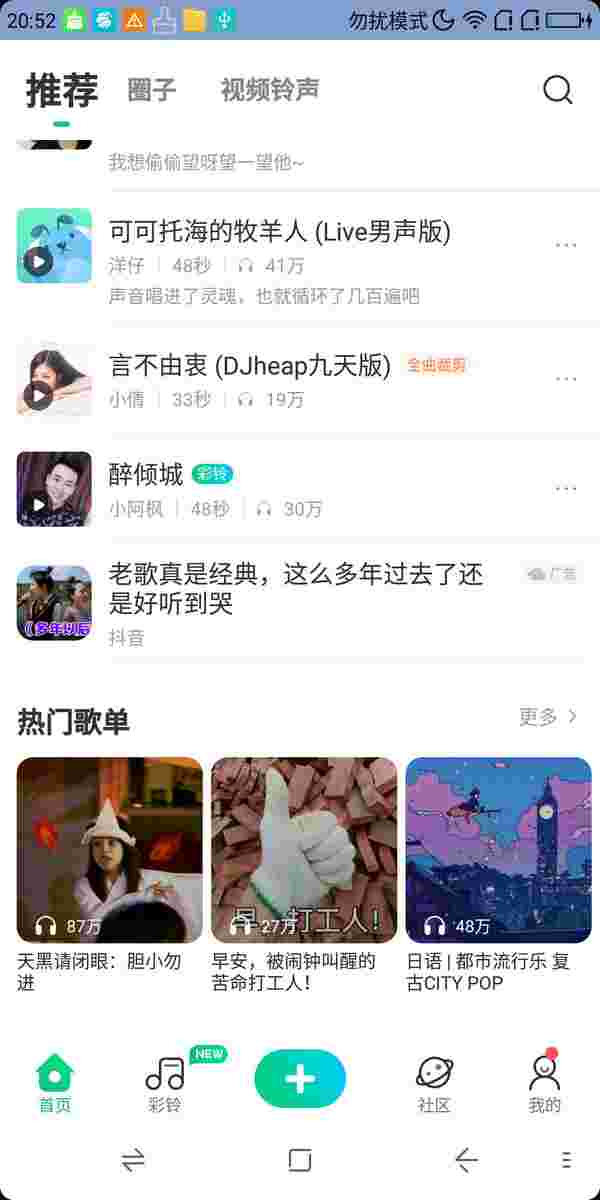 20:52
勿扰模式
推荐
圈子
视频铃声
我想偷偷望呀望一望他~
可可托海的牧羊人 (Live男声版)
洋仔 | 48秒 | 41万
声音唱进了灵魂，也就循环了几百遍吧
言不由衷 (DJheap九天版) 全曲裁剪
小倩 | 33秒 | 19万
醉倾城 彩铃
小阿枫 | 48秒 | 30万
老歌真是经典，这么多年过去了还
是好听到哭
广告
抖音
《多年以后
热门歌单
更多
87万
早安，打工人！
27万
48万
天黑请闭眼：胆小勿
进
早安，被闹钟叫醒的
苦命打工人！
日语 | 都市流行乐 复
古CITY POP
首页
彩铃
NEW
社区
我的